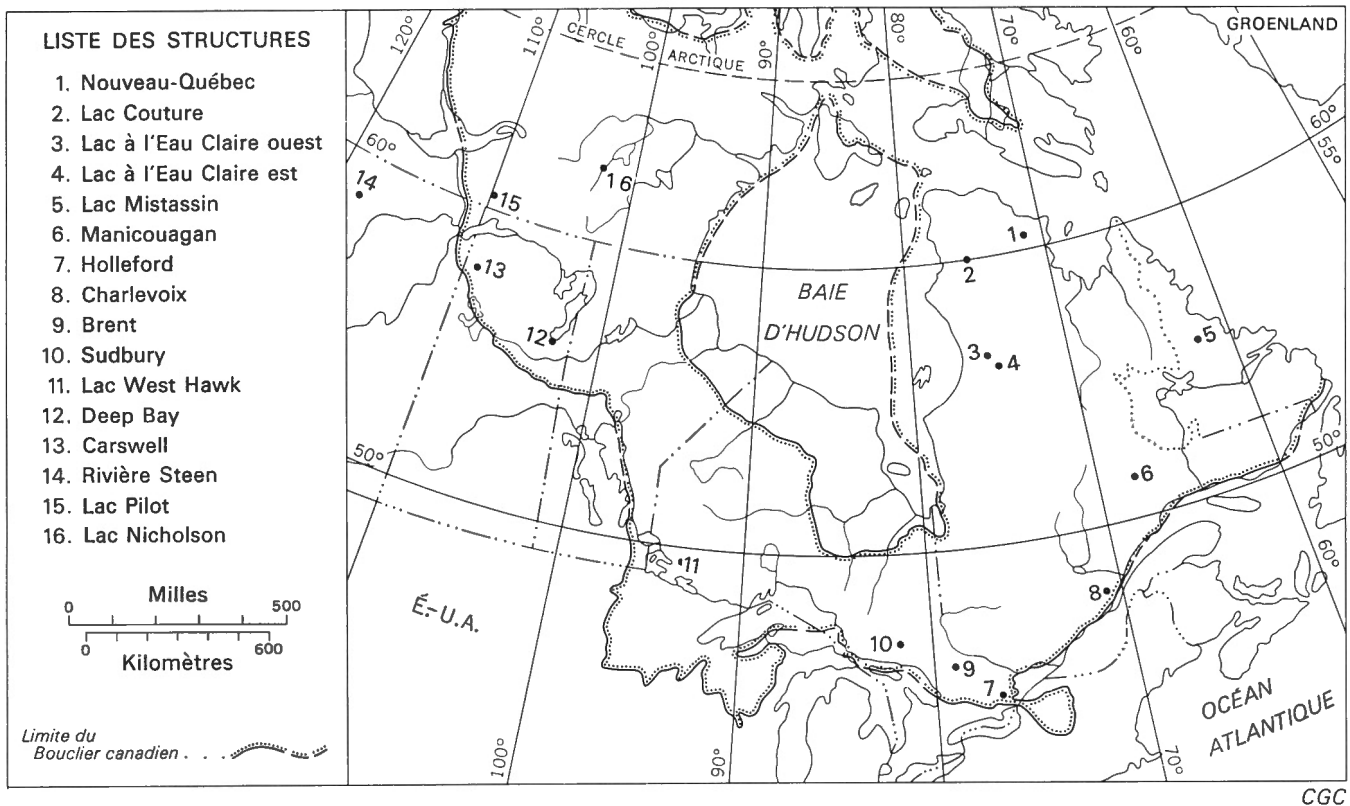 LISTE DES STRUCTURES
1. Nouveau-Québec
2. Lac Couture
3. Lac à l'Eau Claire ouest
4. Lac à l'Eau Claire est
5. Lac Mistassin
6. Manicouagan
7. Holleford
8. Charlevoix
9. Brent
10. Sudbury
11. Lac West Hawk
12. Deep Bay
13. Carswell
14. Rivière Steen
15. Lac Pilot
16. Lac Nicholson
Milles
0 500
0 600
Kilomètres
Limite du
Bouclier canadien . . .
120° 110° 100° 90° 80° 70° 60°
GROENLAND
CERCLE ARCTIQUE
60° 60°
55°
14 15 16 1
13 2
BAIE
D'HUDSON
12 3 4 5
50° 50°
6
11 60°
8
É.-U.A.
10 9 7
OCÉAN
ATLANTIQUE
100° 90° 70°
CGC